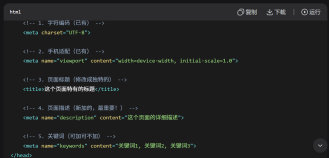 html
复制
下载
运行
<!-- 1. 字符编码（已有） -->
<meta charset="UTF-8">
<!-- 2. 手机适配（已有） -->
<meta name="viewport" content="width=device-width, initial-scale=1.0">
<!-- 3. 页面标题（修改成独特的） -->
<title>这个页面特有的标题</title>
<!-- 4. 页面描述（新加的，最重要！） -->
<meta name="description" content="这个页面的详细描述">
<!-- 5. 关键词（可加可不加） -->
<meta name="keywords" content="关键词1, 关键词2, 关键词3">
</head>